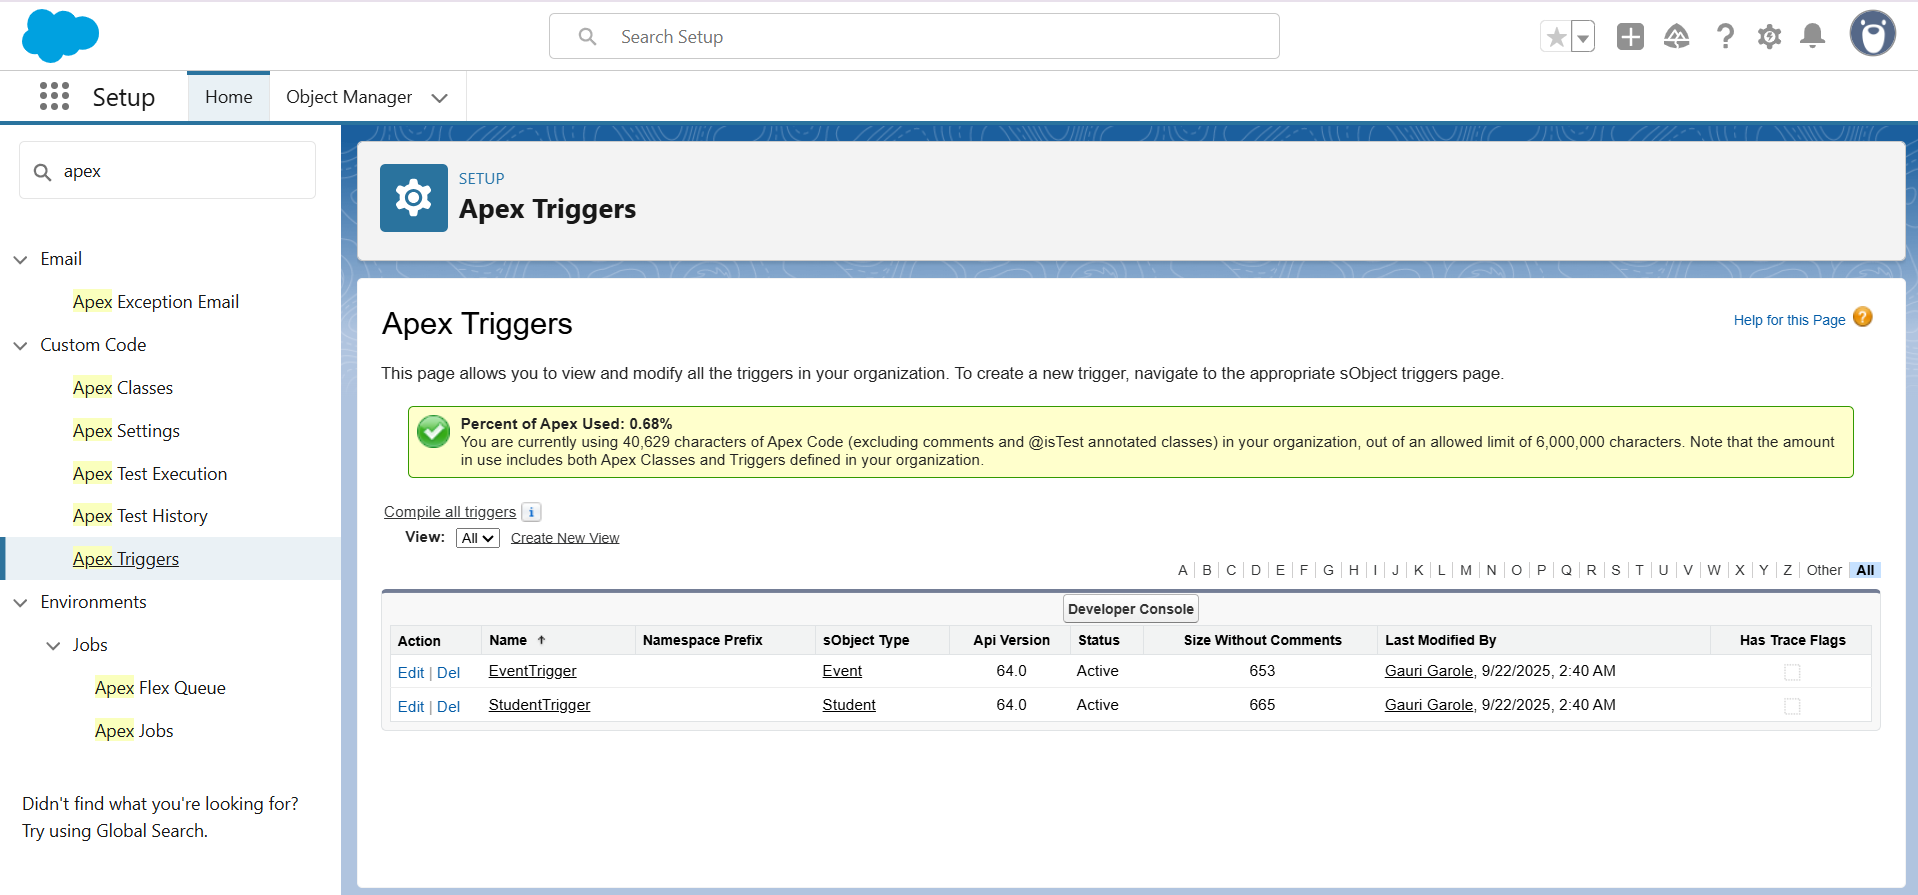 Search Setup
Setup
Home
Object Manager
apex
Email
Apex Exception Email
Custom Code
Apex Classes
Apex Settings
Apex Test Execution
Apex Test History
Apex Triggers
Environments
Jobs
Apex Flex Queue
Apex Jobs
Didn't find what you're looking for?
Try using Global Search.
SETUP
Apex Triggers
Apex Triggers
Help for this Page ?
This page allows you to view and modify all the triggers in your organization. To create a new trigger, navigate to the appropriate sObject triggers page.
Percent of Apex Used: 0.68%
You are currently using 40,629 characters of Apex Code (excluding comments and @isTest annotated classes) in your organization, out of an allowed limit of 6,000,000 characters. Note that the amount
in use includes both Apex Classes and Triggers defined in your organization.
Compile all triggers i
View: All Create New View
A | B | C | D | E | F | G | H | I | J | K | L | M | N | O | P | Q | R | S | T | U | V | W | X | Y | Z | Other All
Developer Console
Action Name ↑ Namespace Prefix sObject Type Api Version Status Size Without Comments Last Modified By Has Trace Flags
Edit | Del EventTrigger Event 64.0 Active 653 Gauri Garole, 9/22/2025, 2:40 AM
Edit | Del StudentTrigger Student 64.0 Active 665 Gauri Garole, 9/22/2025, 2:40 AM